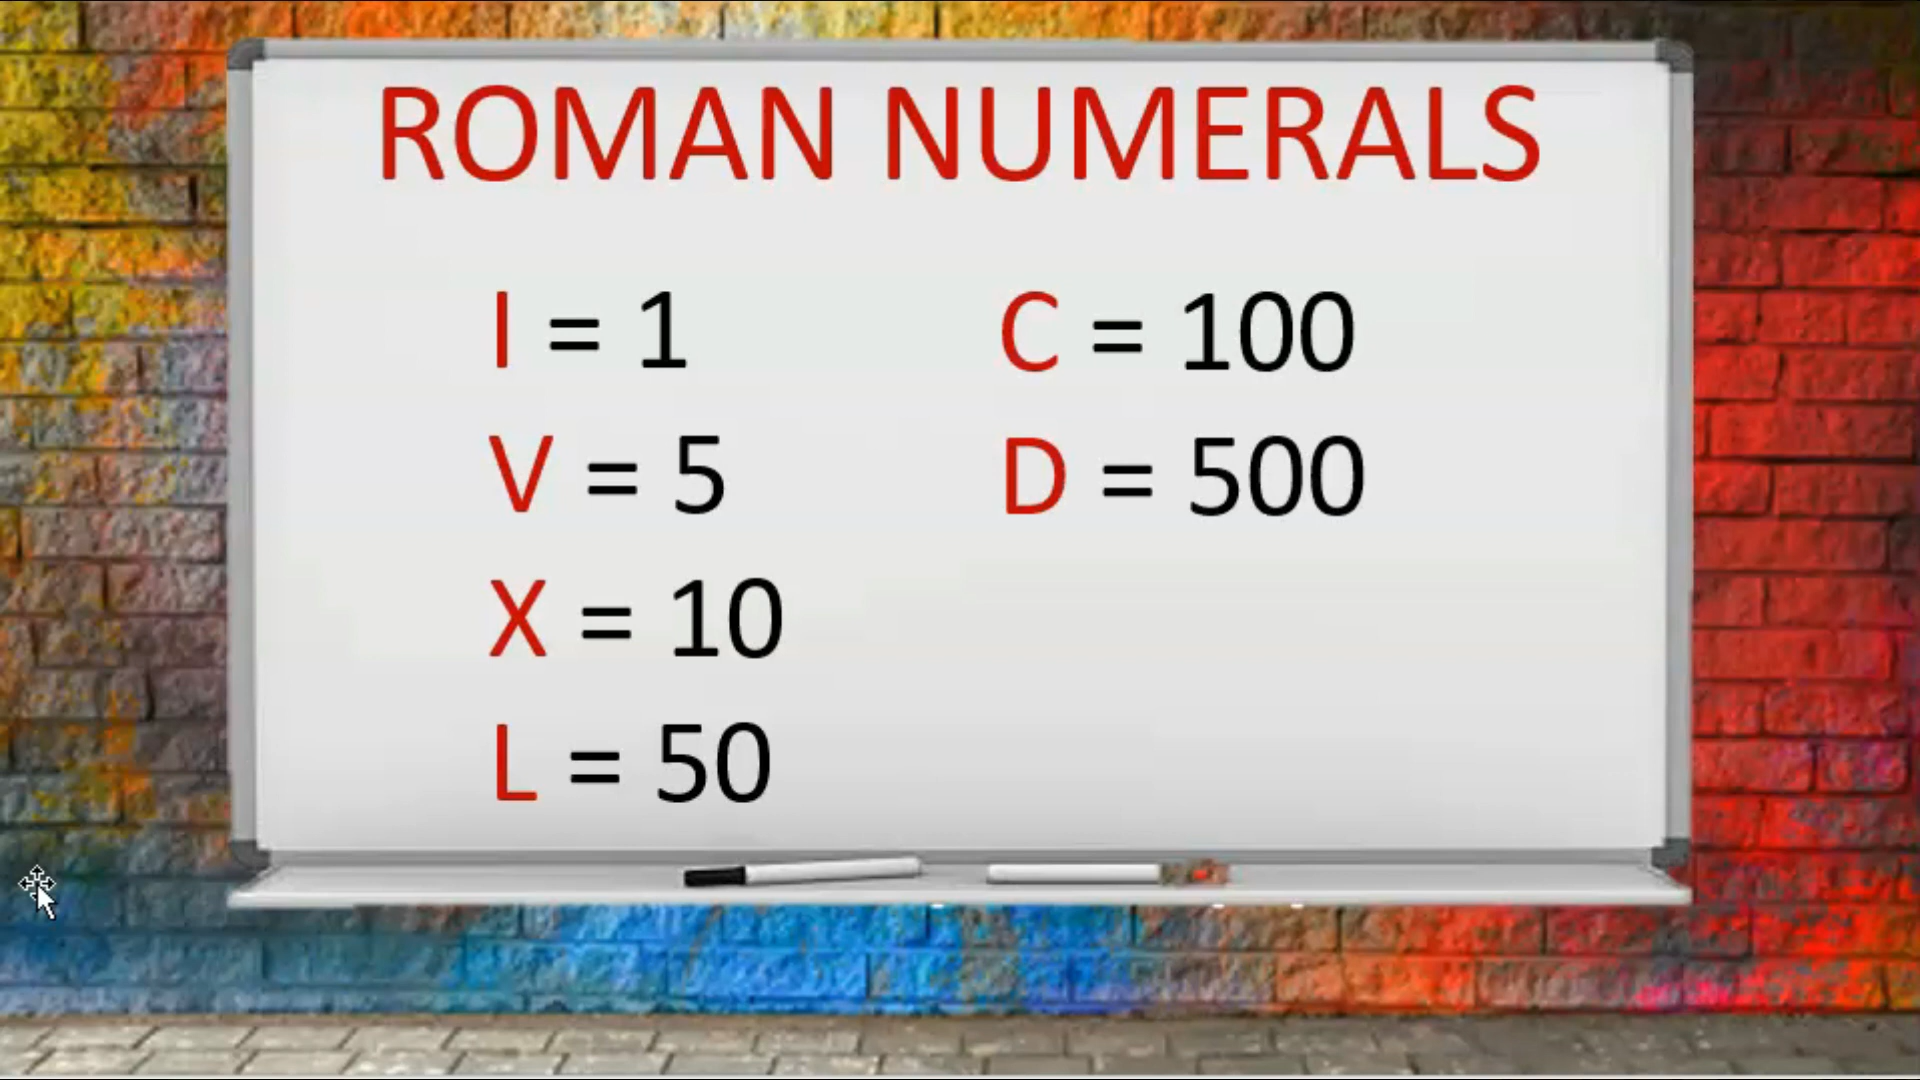 ROMAN NUMERALS
I = 1
V = 5
X = 10
L = 50
C = 100
D = 500